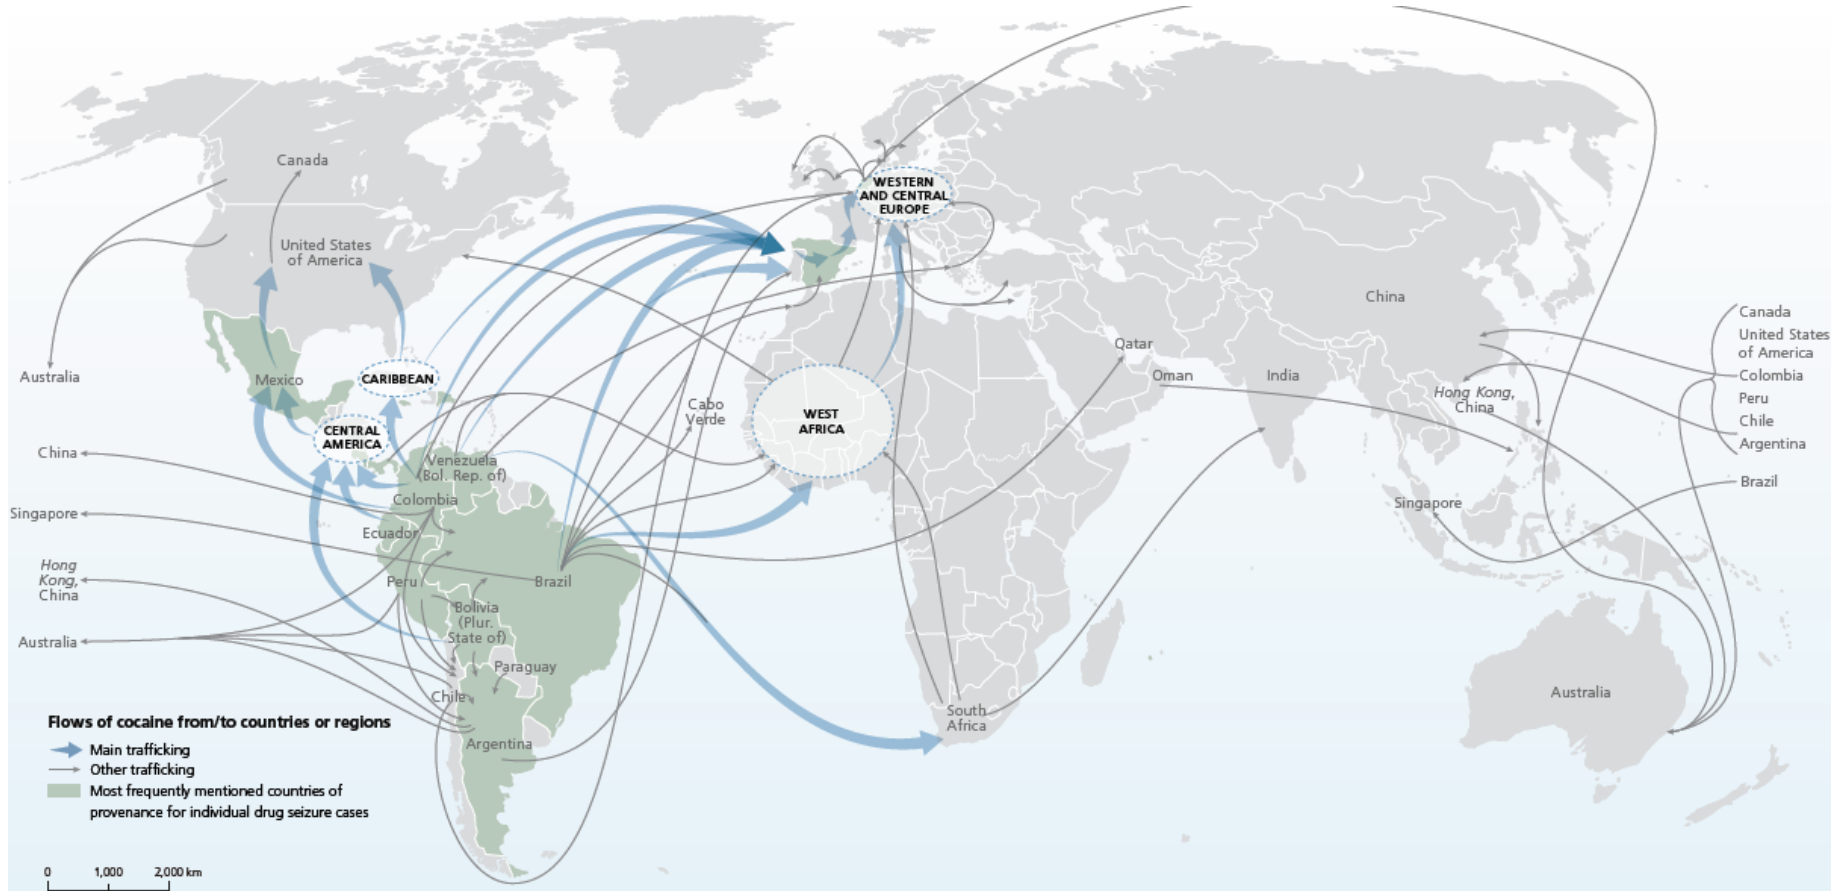 Canada
United States
of America
Australia
Mexico
CARIBBEAN
CENTRAL
AMERICA
China
Venezuela
(Bol. Rep. of)
Colombia
Singapore
Ecuador
Hong
Kong,
China
Peru
Brazil
Bolivia
(Plur.
State of)
Australia
Paraguay
Chile
Argentina
WESTERN
AND CENTRAL
EUROPE
Cabo
Verde
WEST
AFRICA
South
Africa
Qatar
Oman
India
China
Hong Kong,
China
Singapore
Australia
Canada
United States
of America
Colombia
Peru
Chile
Argentina
Brazil
Flows of cocaine from/to countries or regions
Main trafficking
Other trafficking
Most frequently mentioned countries of
provenance for individual drug seizure cases
0 1,000 2,000 km